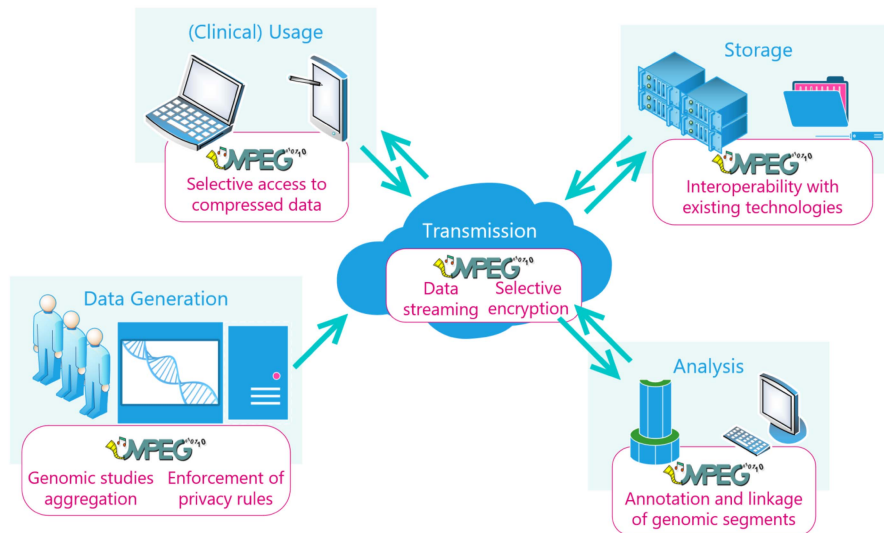 (Clinical) Usage
MPEG
Selective access to
compressed data
Storage
MPEG
Interoperability with
existing technologies
Transmission
MPEG
Data
streaming
Selective
encryption
Data Generation
MPEG
Genomic studies
aggregation
Enforcement of
privacy rules
Analysis
MPEG
Annotation and linkage
of genomic segments